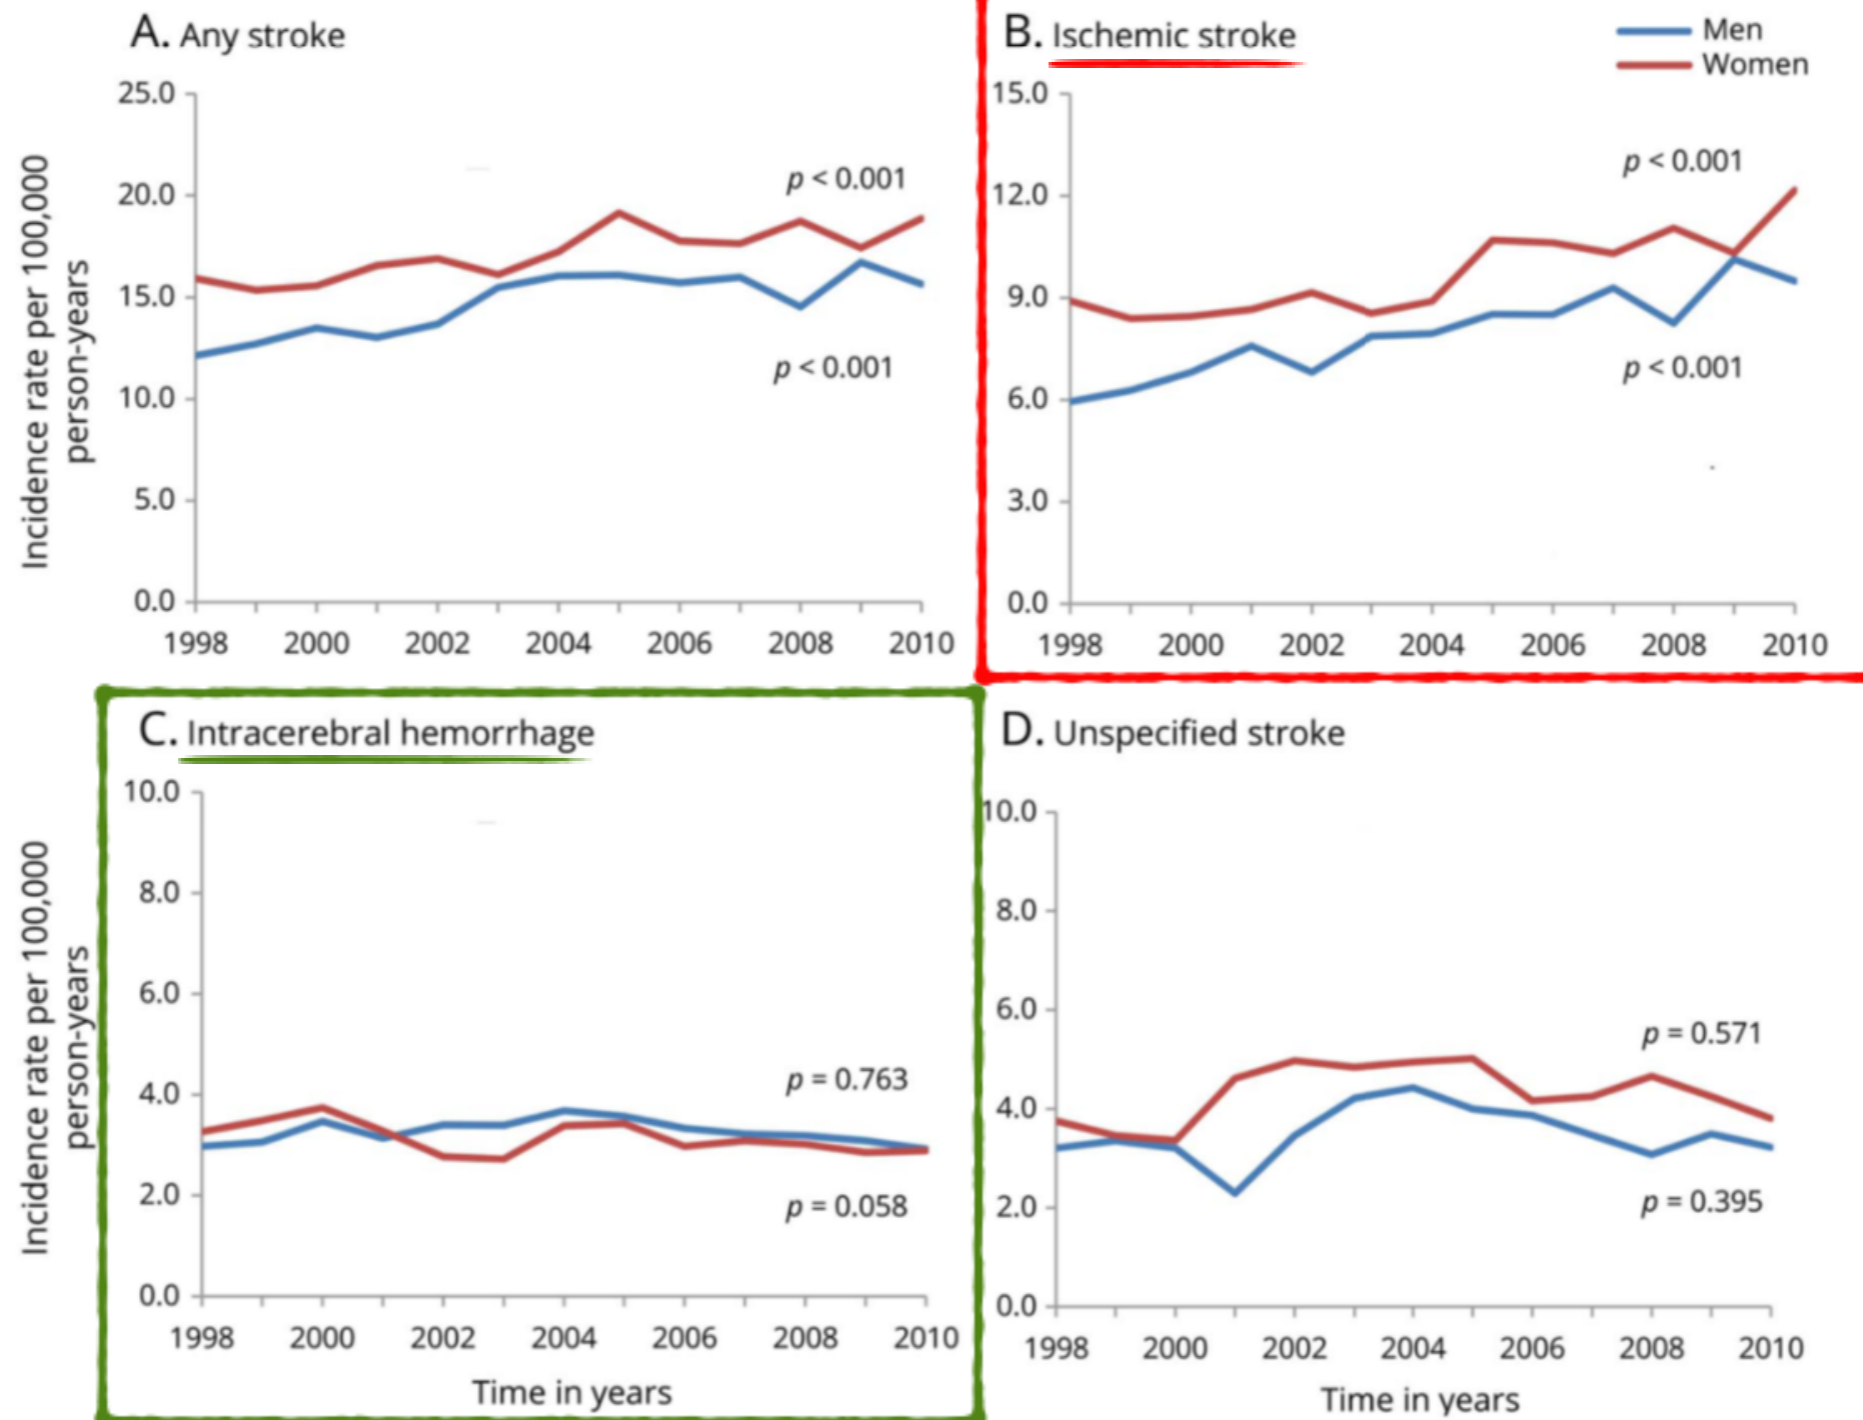 A. Any stroke
Incidence rate per 100,000
person-years
25.0
20.0
15.0
10.0
5.0
0.0
p < 0.001
p < 0.001
1998 2000 2002 2004 2006 2008 2010
B. Ischemic stroke
Men
Women
15.0
12.0
9.0
6.0
3.0
0.0
p < 0.001
p < 0.001
1998 2000 2002 2004 2006 2008 2010
C. Intracerebral hemorrhage
Incidence rate per 100,000
person-years
10.0
8.0
6.0
4.0
2.0
0.0
p = 0.763
p = 0.058
1998 2000 2002 2004 2006 2008 2010
Time in years
D. Unspecified stroke
10.0
8.0
6.0
4.0
2.0
0.0
p = 0.571
p = 0.395
1998 2000 2002 2004 2006 2008 2010
Time in years